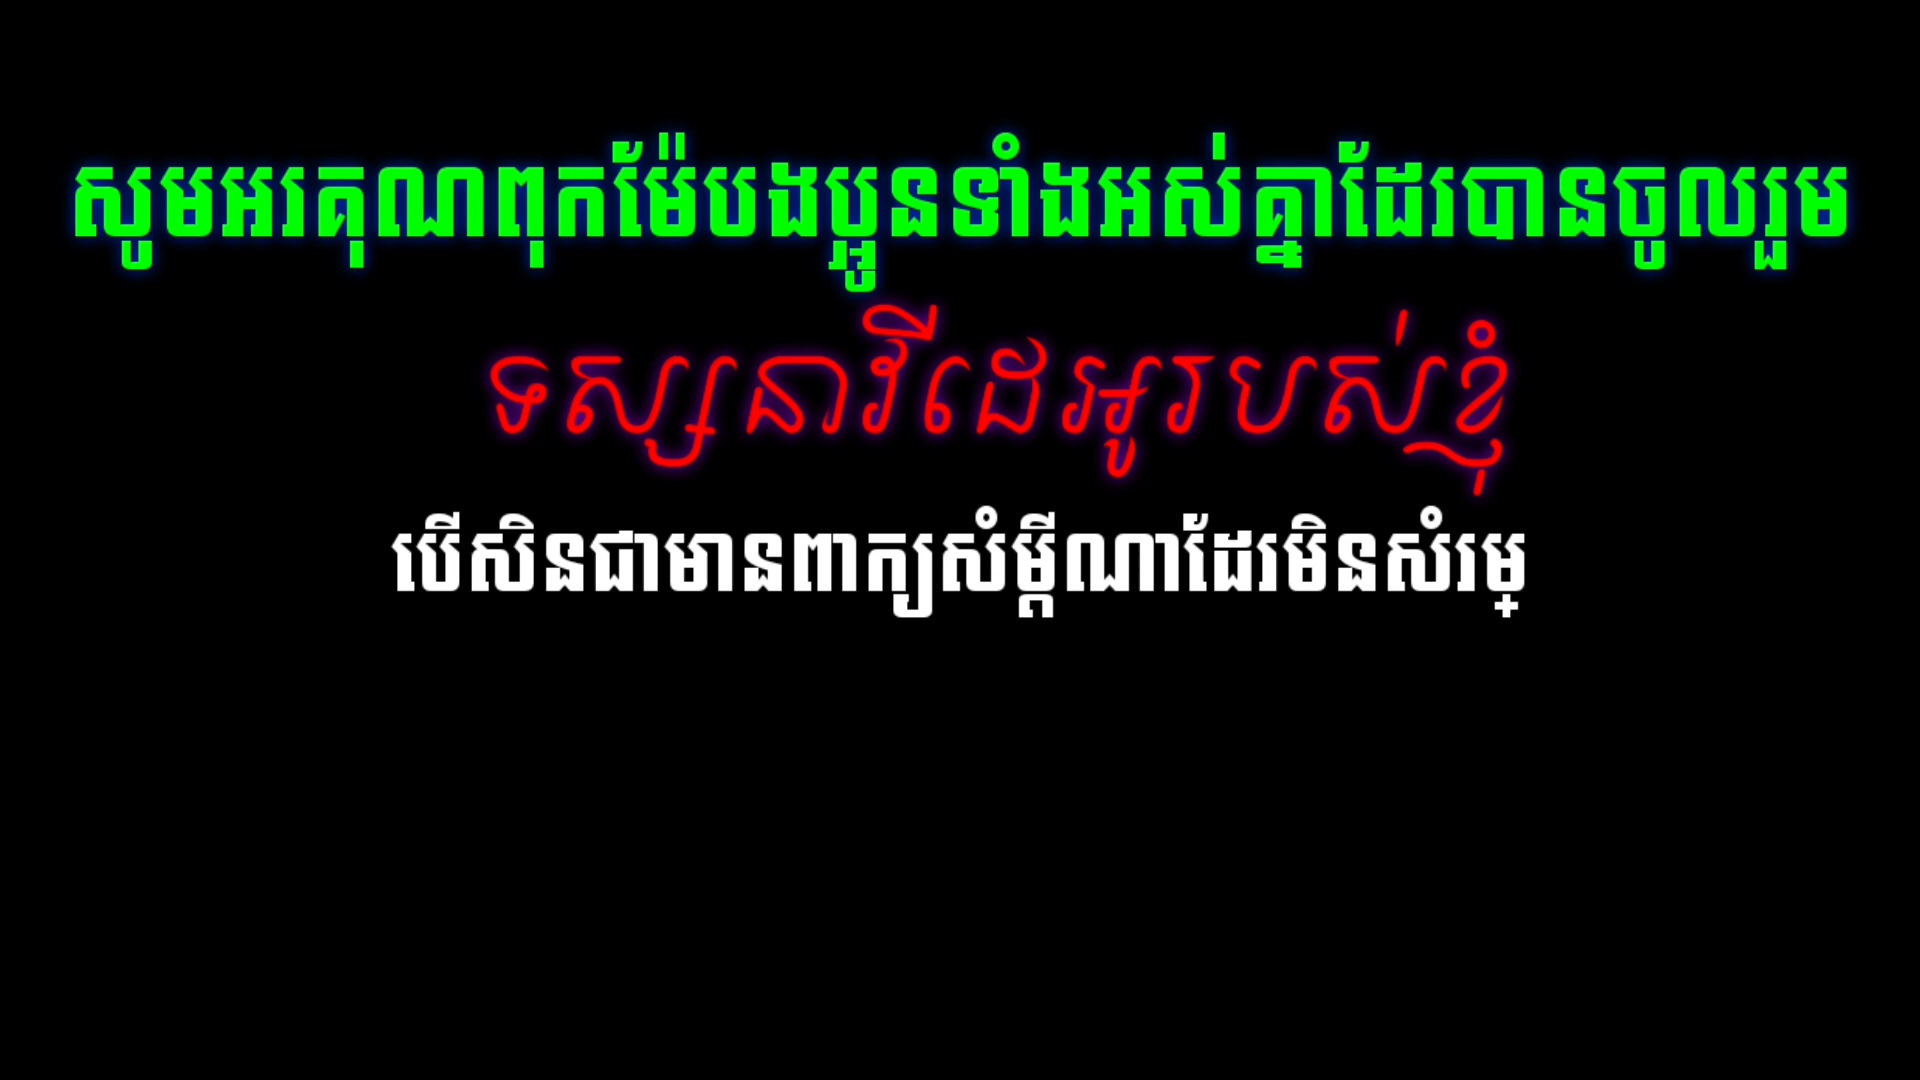 សូមអរគុណពុកម៉ែបងប្អូនទាំងអស់គ្នាដែរបានចូលរួម
ទស្សនាវីដេអូរបស់ខ្ញុំ
បើសិនជាមានពាក្យសំម្ដីណាដែរមិនសំរម្